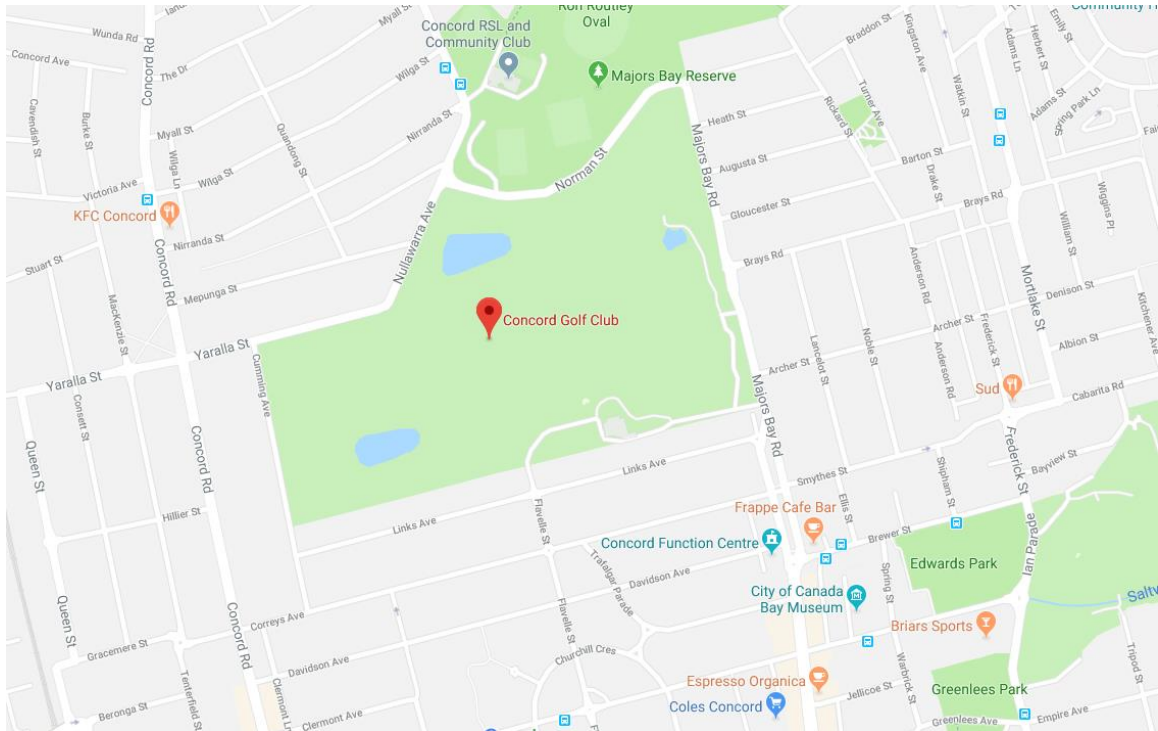 Ron Routley
Oval
Community H
Concord RSL and
Community Club
Majors Bay Reserve
Wunda Rd
Concord Ave
The Dr
Concord Rd
Myall St
Wilga St
Myall St
Nirranda St
Quandong St
Cavendish St
Burke St
Wilga Ln
Wilga St
Victoria Ave
KFC Concord
Nirranda St
Stuart St
Concord Rd
Mepunga St
MacKenzie St
Nullawarra Ave
Norman St
Majors Bay Rd
Heath St
Augusta St
Gloucester St
Brays Rd
Braddon St
Kingston Ave
Turner Ave
Rickard St
Watkin St
Adams Ln
Herbert St
Emily St
Adams St
Spring Park Ln
Fai
Barton St
Drake St
Brays Rd
Wiggins Pl
William St
Anderson Rd
Mortlake St
Denison St
Kitchener Ave
Archer St
Frederick St
Albion St
Concord Golf Club
Yaralla St
Yaralla St
Cumming Ave
Consett St
Queen St
Concord Rd
Archer St
Lancelot St
Noble St
Anderson Rd
Sud
Cabarita Rd
Majors Bay Rd
Links Ave
Smythes St
Frederick St
Bayview St
Shipham St
Ellis St
Hillier St
Links Ave
Flavelle St
Frappe Cafe Bar
Concord Function Centre
Brewer St
Edwards Park
Ian Parade
Trafalgar Parade
Davidson Ave
City of Canada
Bay Museum
Spring St
Saltw
Queen St
Correys Ave
Concord Rd
Gracemere St
Flavelle St
Briars Sports
Churchill Cres
Davidson Ave
Warbrick St
Tripod St
Espresso Organica
Jellicoe St
Greenlees Park
Tenterfield St
Clermont Ln
Coles Concord
Beronga St
Clermont Ave
Greenlees Ave
Empire Ave